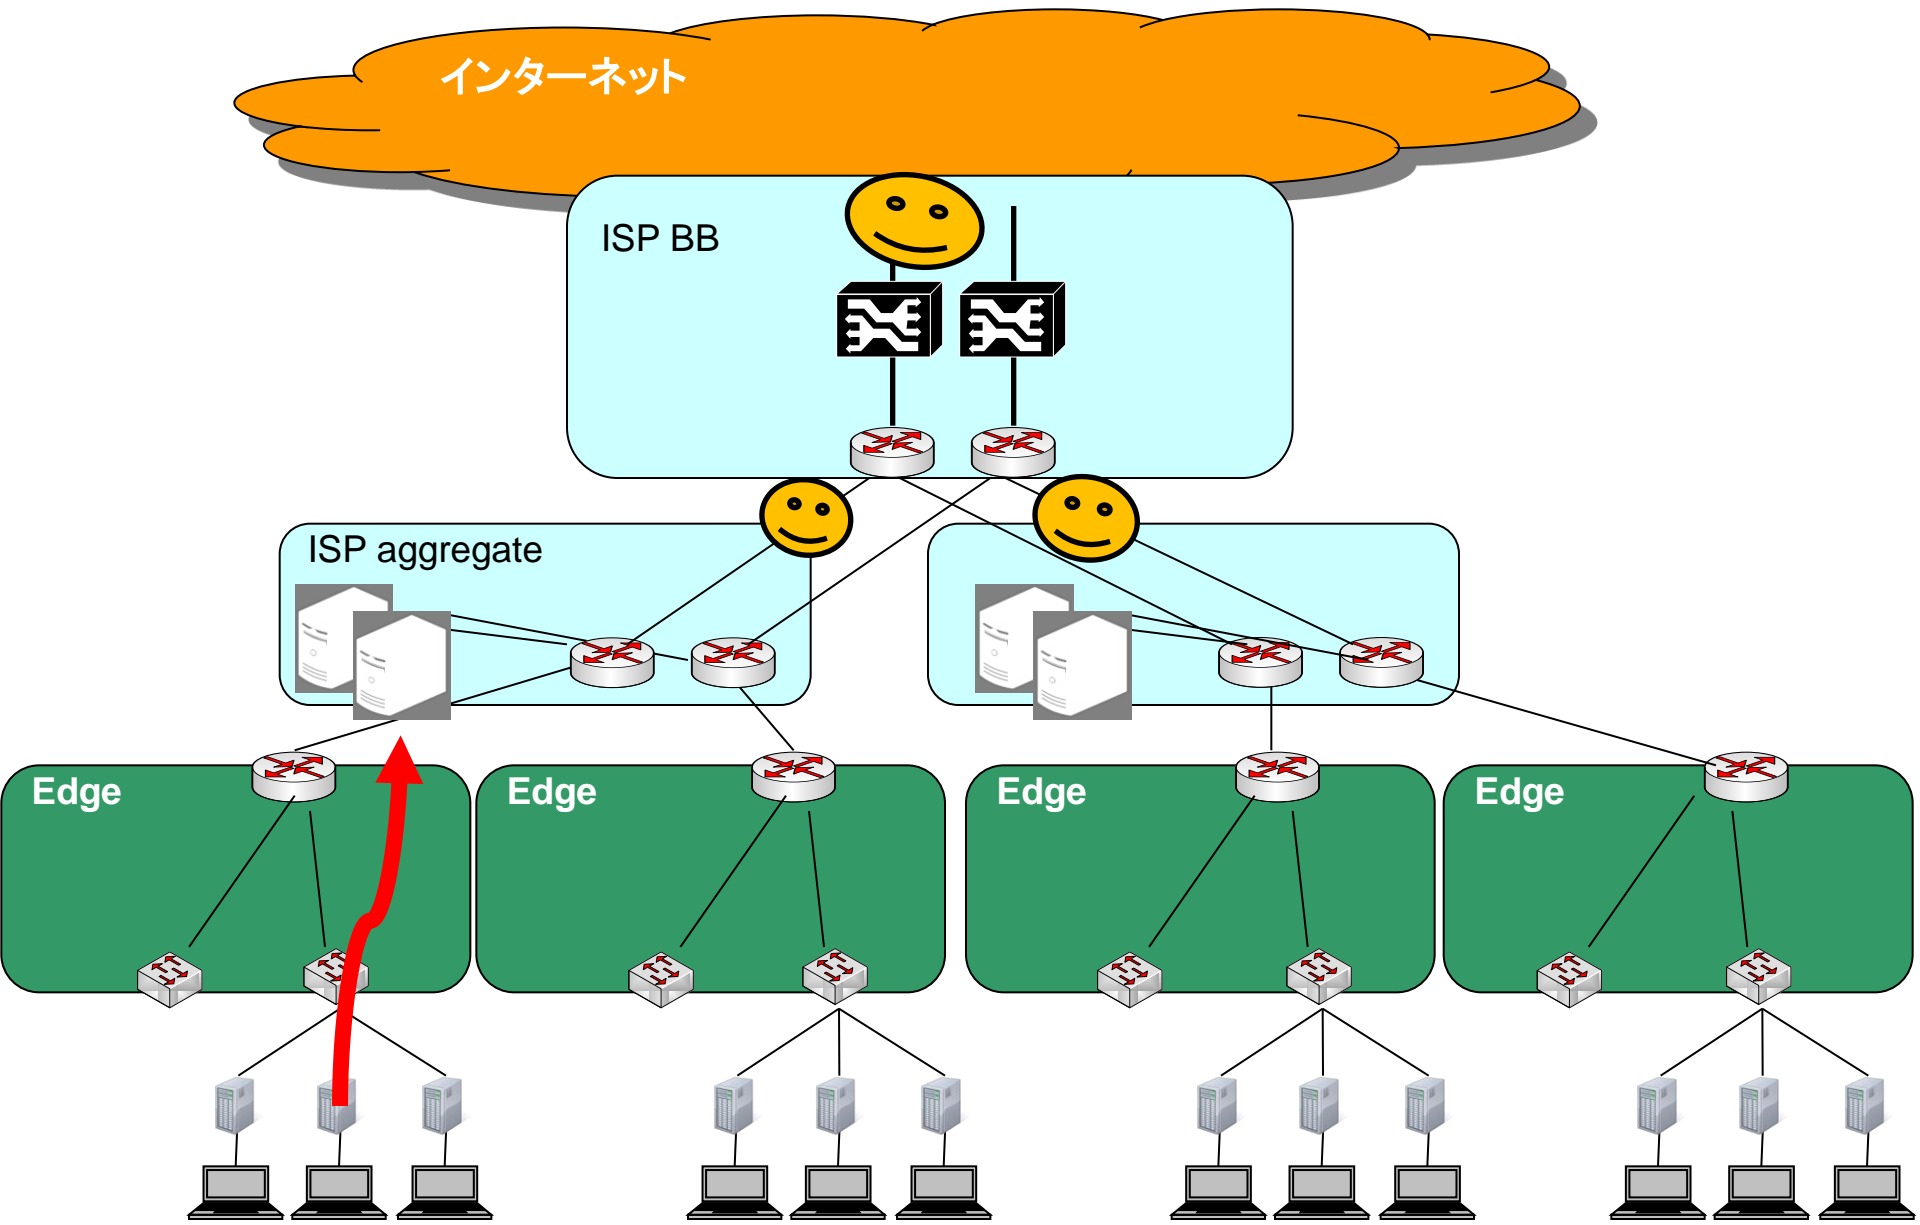 インターネット
ISP BB
ISP aggregate
Edge
Edge
Edge
Edge